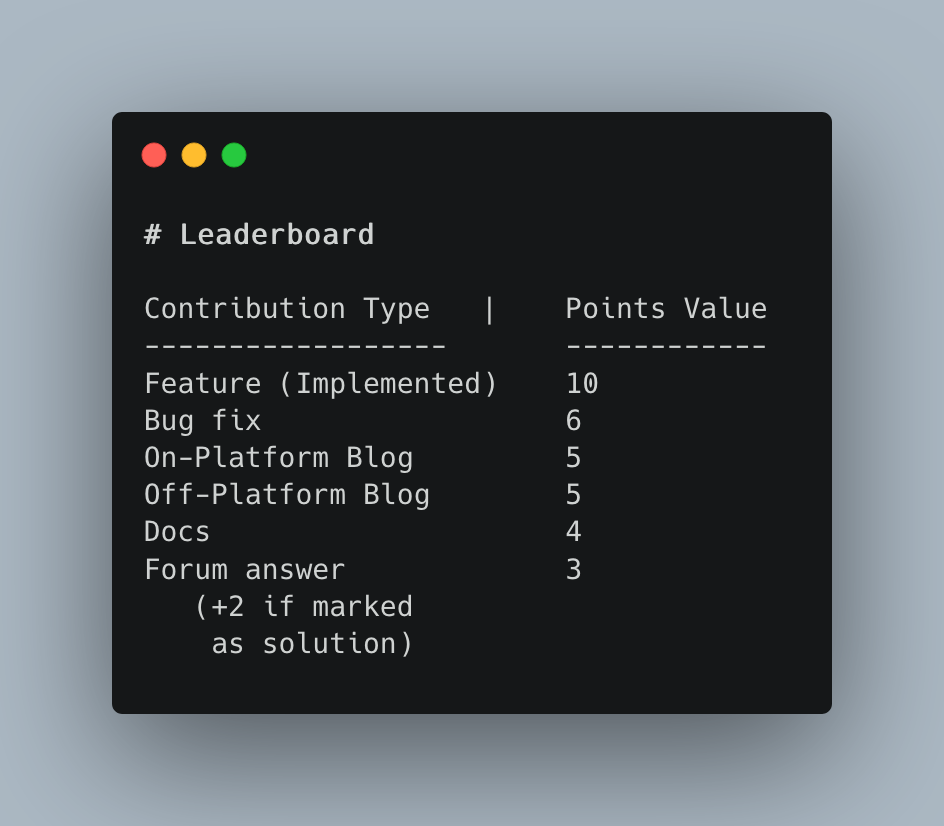 # Leaderboard
Contribution Type | Points Value
------------------ ------------
Feature (Implemented) 10
Bug fix 6
On-Platform Blog 5
Off-Platform Blog 5
Docs 4
Forum answer 3
(+2 if marked
as solution)